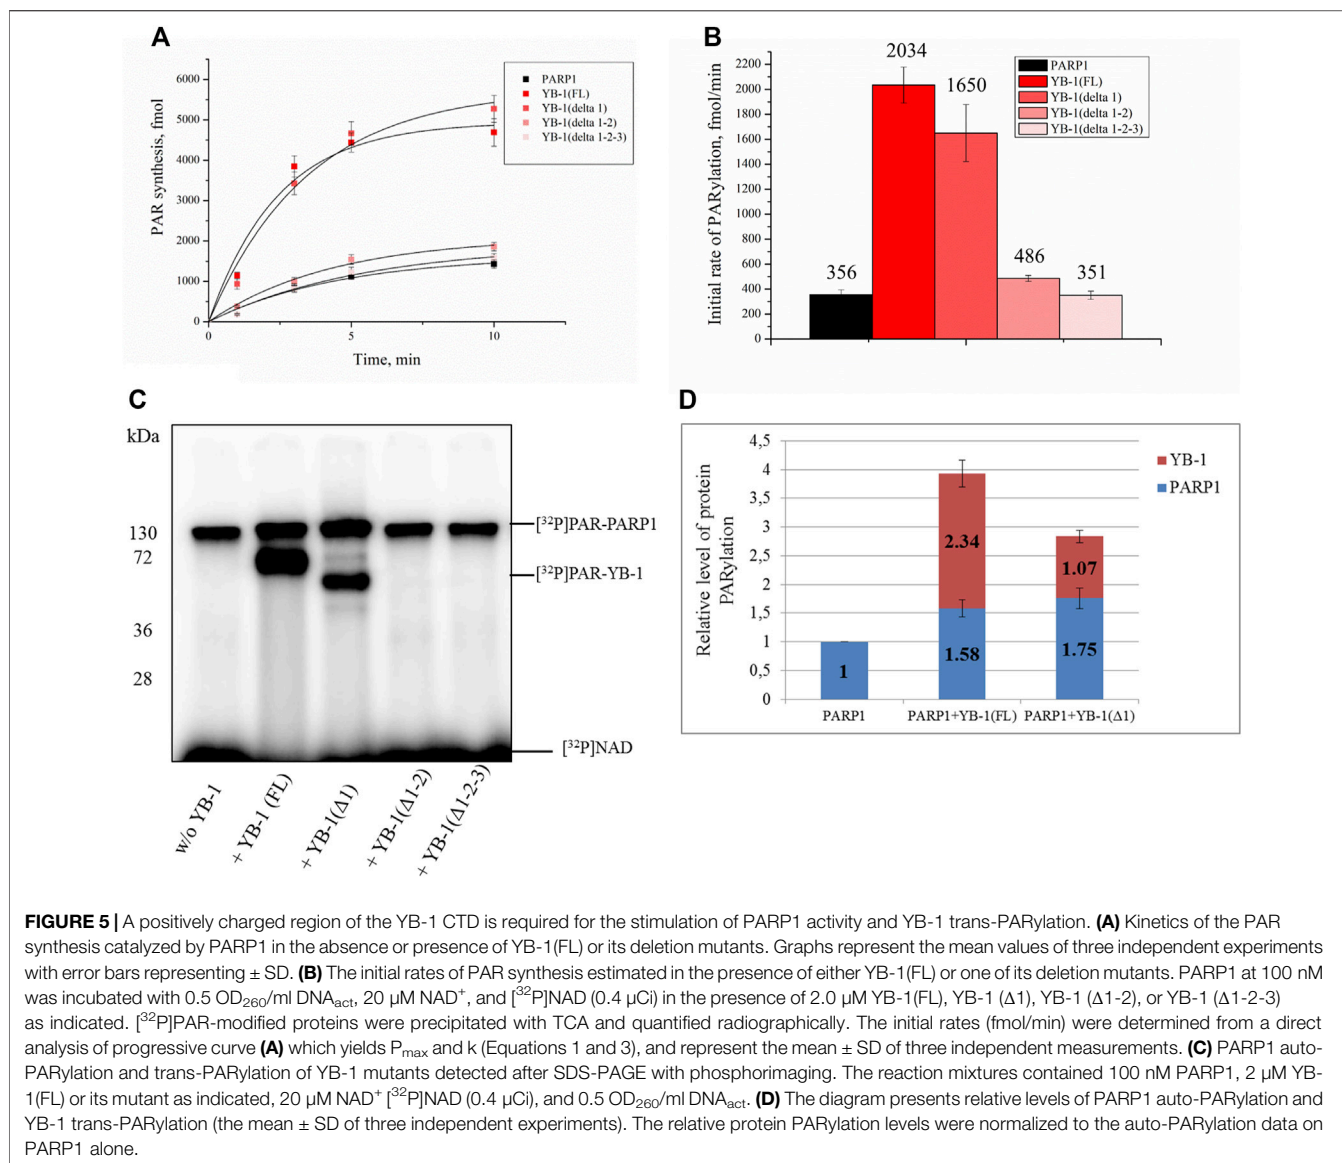 A
PAR synthesis, fmol
6000
5000
4000
3000
2000
1000
0
0
5
10
Time, min
PARP1
YB-1(FL)
YB-1(delta 1)
YB-1(delta 1-2)
YB-1(delta 1-2-3)
B
Initial rate of PARylation, fmol/min
2200
2000
1800
1600
1400
1200
1000
800
600
400
200
0
356
2034
1650
486
351
PARP1
YB-1(FL)
YB-1(delta 1)
YB-1(delta 1-2)
YB-1(delta 1-2-3)
C
kDa
130
72
36
28
[³²P]PAR-PARP1
[³²P]PAR-YB-1
[³²P]NAD
w/o YB-1
+ YB-1 (FL)
+ YB-1(Δ1)
+ YB-1(Δ1-2)
+ YB-1(Δ1-2-3)
D
Relative level of protein
PARylation
4,5
4
3,5
3
2,5
2
1,5
1
0,5
0
1
2.34
1.58
1.07
1.75
PARP1
PARP1+YB-1(FL)
PARP1+YB-1(Δ1)
YB-1
PARP1
FIGURE 5 | A positively charged region of the YB-1 CTD is required for the stimulation of PARP1 activity and YB-1 trans-PARylation. (A) Kinetics of the PAR
synthesis catalyzed by PARP1 in the absence or presence of YB-1(FL) or its deletion mutants. Graphs represent the mean values of three independent experiments
with error bars representing ± SD. (B) The initial rates of PAR synthesis estimated in the presence of either YB-1(FL) or one of its deletion mutants. PARP1 at 100 nM
was incubated with 0.5 OD₂₆₀/ml DNAact, 20 µM NAD⁺, and [³²P]NAD (0.4 µCi) in the presence of 2.0 µM YB-1(FL), YB-1 (Δ1), YB-1 (Δ1-2), or YB-1 (Δ1-2-3)
as indicated. [³²P]PAR-modified proteins were precipitated with TCA and quantified radiographically. The initial rates (fmol/min) were determined from a direct
analysis of progressive curve (A) which yields Pmax and k (Equations 1 and 3), and represent the mean ± SD of three independent measurements. (C) PARP1 auto-
PARylation and trans-PARylation of YB-1 mutants detected after SDS-PAGE with phosphorimaging. The reaction mixtures contained 100 nM PARP1, 2 µM YB-
1(FL) or its mutant as indicated, 20 µM NAD⁺ [³²P]NAD (0.4 µCi), and 0.5 OD₂₆₀/ml DNAact. (D) The diagram presents relative levels of PARP1 auto-PARylation and
YB-1 trans-PARylation (the mean ± SD of three independent experiments). The relative protein PARylation levels were normalized to the auto-PARylation data on
PARP1 alone.